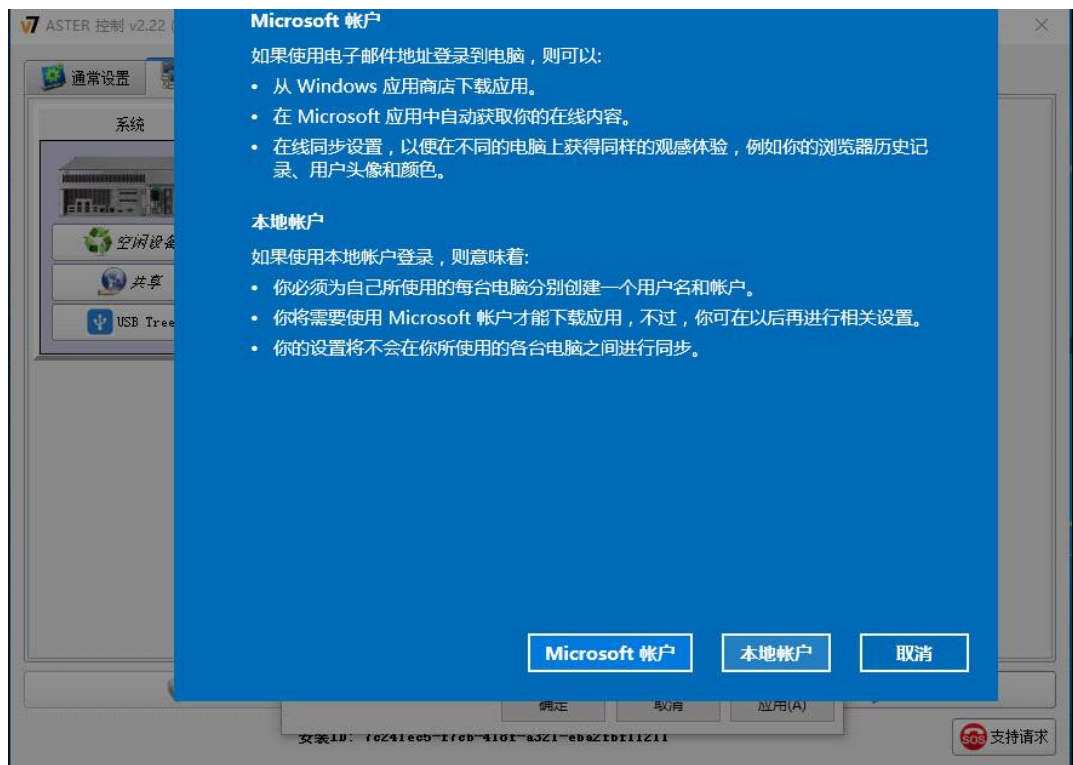 ASTER 控制 v2.22 (
通常设置
系统
空闲设备
共享
USB Tree
Microsoft 帐户
如果使用电子邮件地址登录到电脑，则可以:
• 从 Windows 应用商店下载应用。
• 在 Microsoft 应用中自动获取你的在线内容。
• 在线同步设置，以便在不同的电脑上获得同样的观感体验，例如你的浏览器历史记
录、用户头像和颜色。
本地帐户
如果使用本地帐户登录，则意味着:
• 你必须为自己所使用的每台电脑分别创建一个用户名和帐户。
• 你将需要使用 Microsoft 帐户才能下载应用，不过，你可在以后再进行相关设置。
• 你的设置将不会在你所使用的各台电脑之间进行同步。
Microsoft 帐户 本地帐户 取消
确定 取消 应用(A)
安装ID:
SOS 支持请求